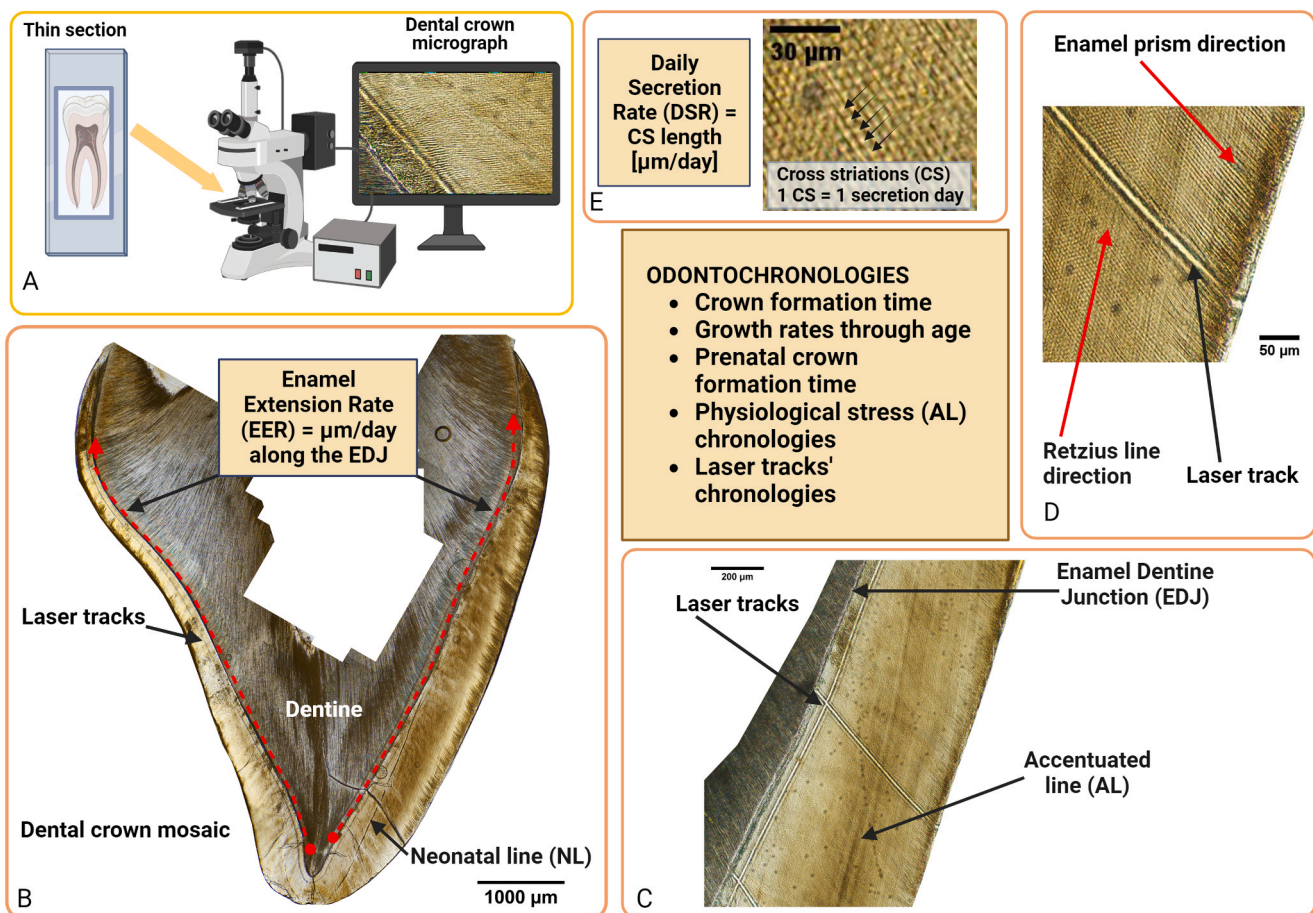 Thin section
Dental crown
micrograph
A
Daily
Secretion
Rate (DSR) =
CS length
[µm/day]
30 µm
Cross striations (CS)
1 CS = 1 secretion day
E
Enamel prism direction
50 µm
Retzius line
direction
Laser track
D
ODONTOCHRONOLOGIES
• Crown formation time
• Growth rates through age
• Prenatal crown
formation time
• Physiological stress (AL)
chronologies
• Laser tracks'
chronologies
Enamel
Extension Rate
(EER) = µm/day
along the EDJ
Laser tracks
Dentine
Dental crown mosaic
Neonatal line (NL)
1000 µm
B
200 µm
Laser tracks
Enamel Dentine
Junction (EDJ)
Accentuated
line (AL)
C